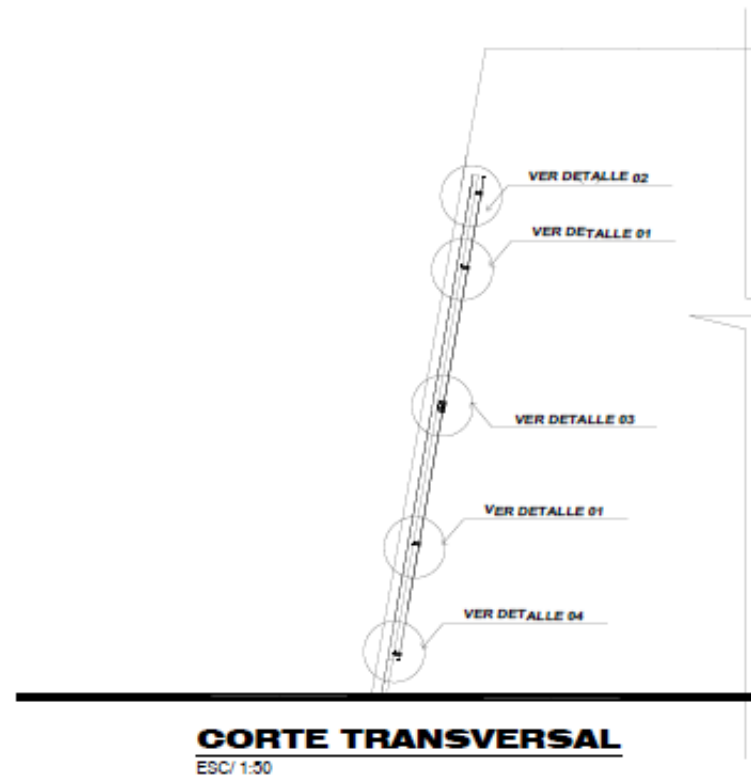 VER DETALLE 02
VER DETALLE 01
VER DETALLE 03
VER DETALLE 01
VER DETALLE 04
CORTE TRANSVERSAL
ESC/ 1:50